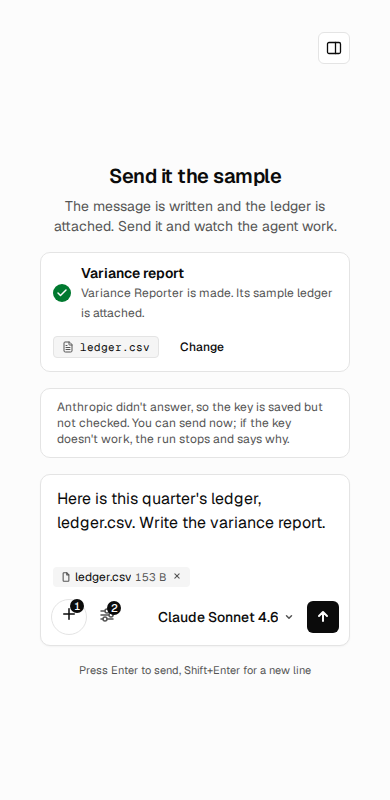 Send it the sample
The message is written and the ledger is
attached. Send it and watch the agent work.
Variance report
Variance Reporter is made. Its sample ledger
is attached.
ledger.csv
Change
Anthropic didn't answer, so the key is saved but
not checked. You can send now; if the key
doesn't work, the run stops and says why.
Here is this quarter's ledger,
ledger.csv. Write the variance report.
ledger.csv 153 B ×
1
2
Claude Sonnet 4.6
Press Enter to send, Shift+Enter for a new line